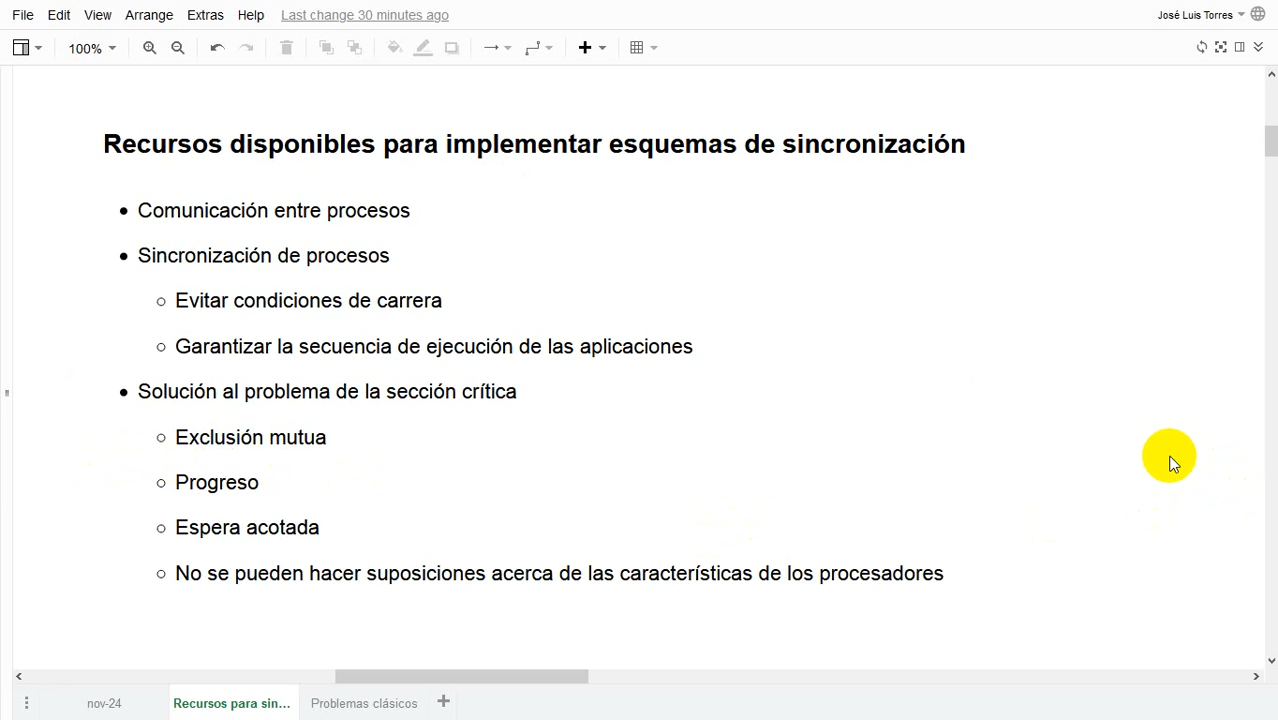 File Edit View Arrange Extras Help Last change 30 minutes ago José Luis Torres
100%
Recursos disponibles para implementar esquemas de sincronización
Comunicación entre procesos
Sincronización de procesos
Evitar condiciones de carrera
Garantizar la secuencia de ejecución de las aplicaciones
Solución al problema de la sección crítica
Exclusión mutua
Progreso
Espera acotada
No se pueden hacer suposiciones acerca de las características de los procesadores
nov-24 Recursos para sin... Problemas clásicos